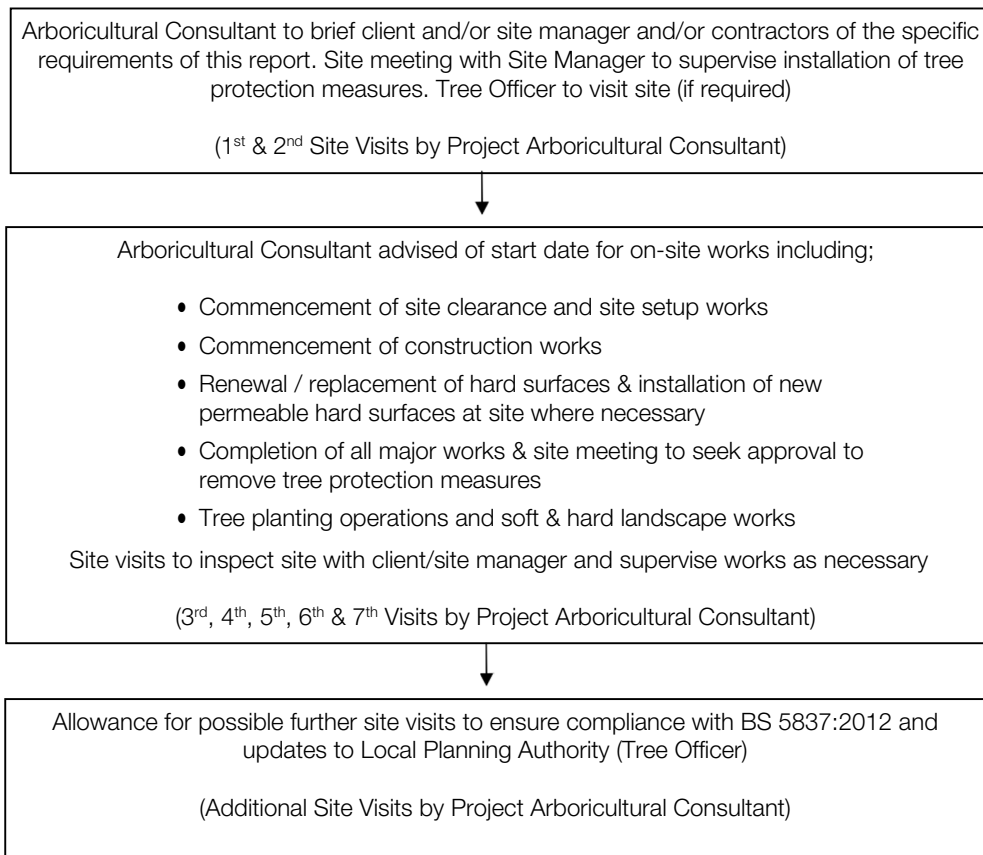 Arboricultural Consultant to brief client and/or site manager and/or contractors of the specific
requirements of this report. Site meeting with Site Manager to supervise installation of tree
protection measures. Tree Officer to visit site (if required)
(1st & 2nd Site Visits by Project Arboricultural Consultant)
Arboricultural Consultant advised of start date for on-site works including;
• Commencement of site clearance and site setup works
• Commencement of construction works
• Renewal / replacement of hard surfaces & installation of new
permeable hard surfaces at site where necessary
• Completion of all major works & site meeting to seek approval to
remove tree protection measures
• Tree planting operations and soft & hard landscape works
Site visits to inspect site with client/site manager and supervise works as necessary
(3rd, 4th, 5th, 6th & 7th Visits by Project Arboricultural Consultant)
Allowance for possible further site visits to ensure compliance with BS 5837:2012 and
updates to Local Planning Authority (Tree Officer)
(Additional Site Visits by Project Arboricultural Consultant)